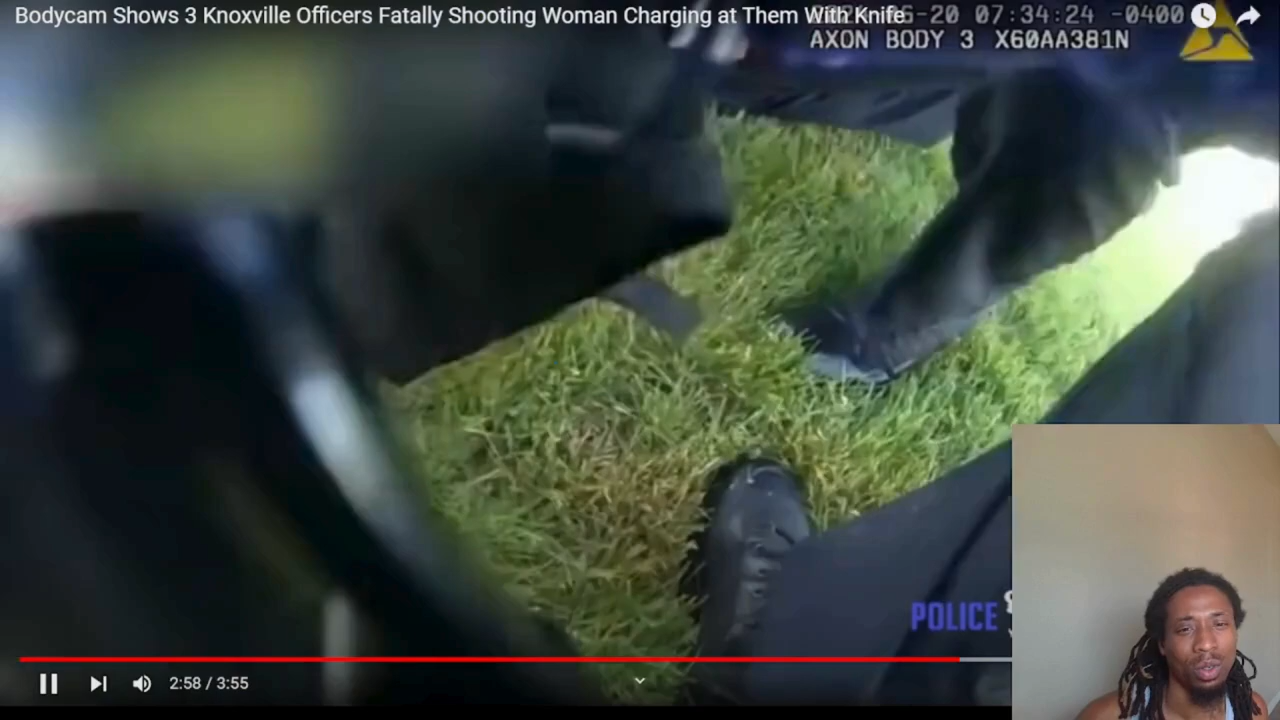 Bodycam Shows 3 Knoxville Officers Fatally Shooting Woman Charging at Them With Knife
-20 07:34:24 -0400
AXON BODY 3 X60AA381N
POLICE
2:58 / 3:55